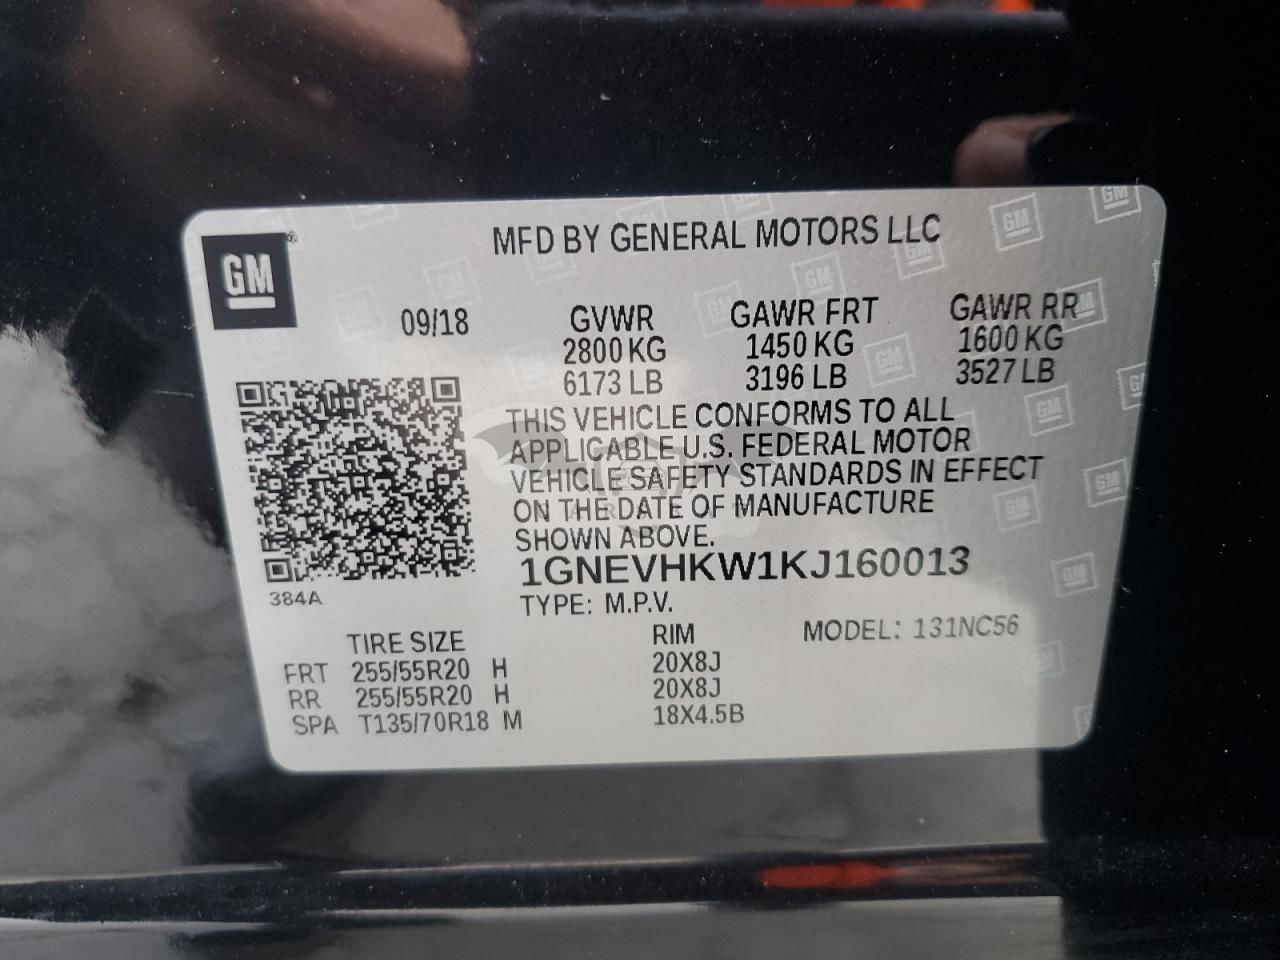 MFD BY GENERAL MOTORS LLC
GM®
09/18 GVWR GAWR FRT GAWR RR
2800 KG 1450 KG 1600 KG
6173 LB 3196 LB 3527 LB
THIS VEHICLE CONFORMS TO ALL
APPLICABLE U.S. FEDERAL MOTOR
VEHICLE SAFETY STANDARDS IN EFFECT
ON THE DATE OF MANUFACTURE
SHOWN ABOVE.
1GNEVHKW1KJ160013
384A
TYPE: M.P.V.
TIRE SIZE RIM MODEL: 131NC56
FRT 255/55R20 H 20X8J
RR 255/55R20 H 20X8J
SPA T135/70R18 M 18X4.5B